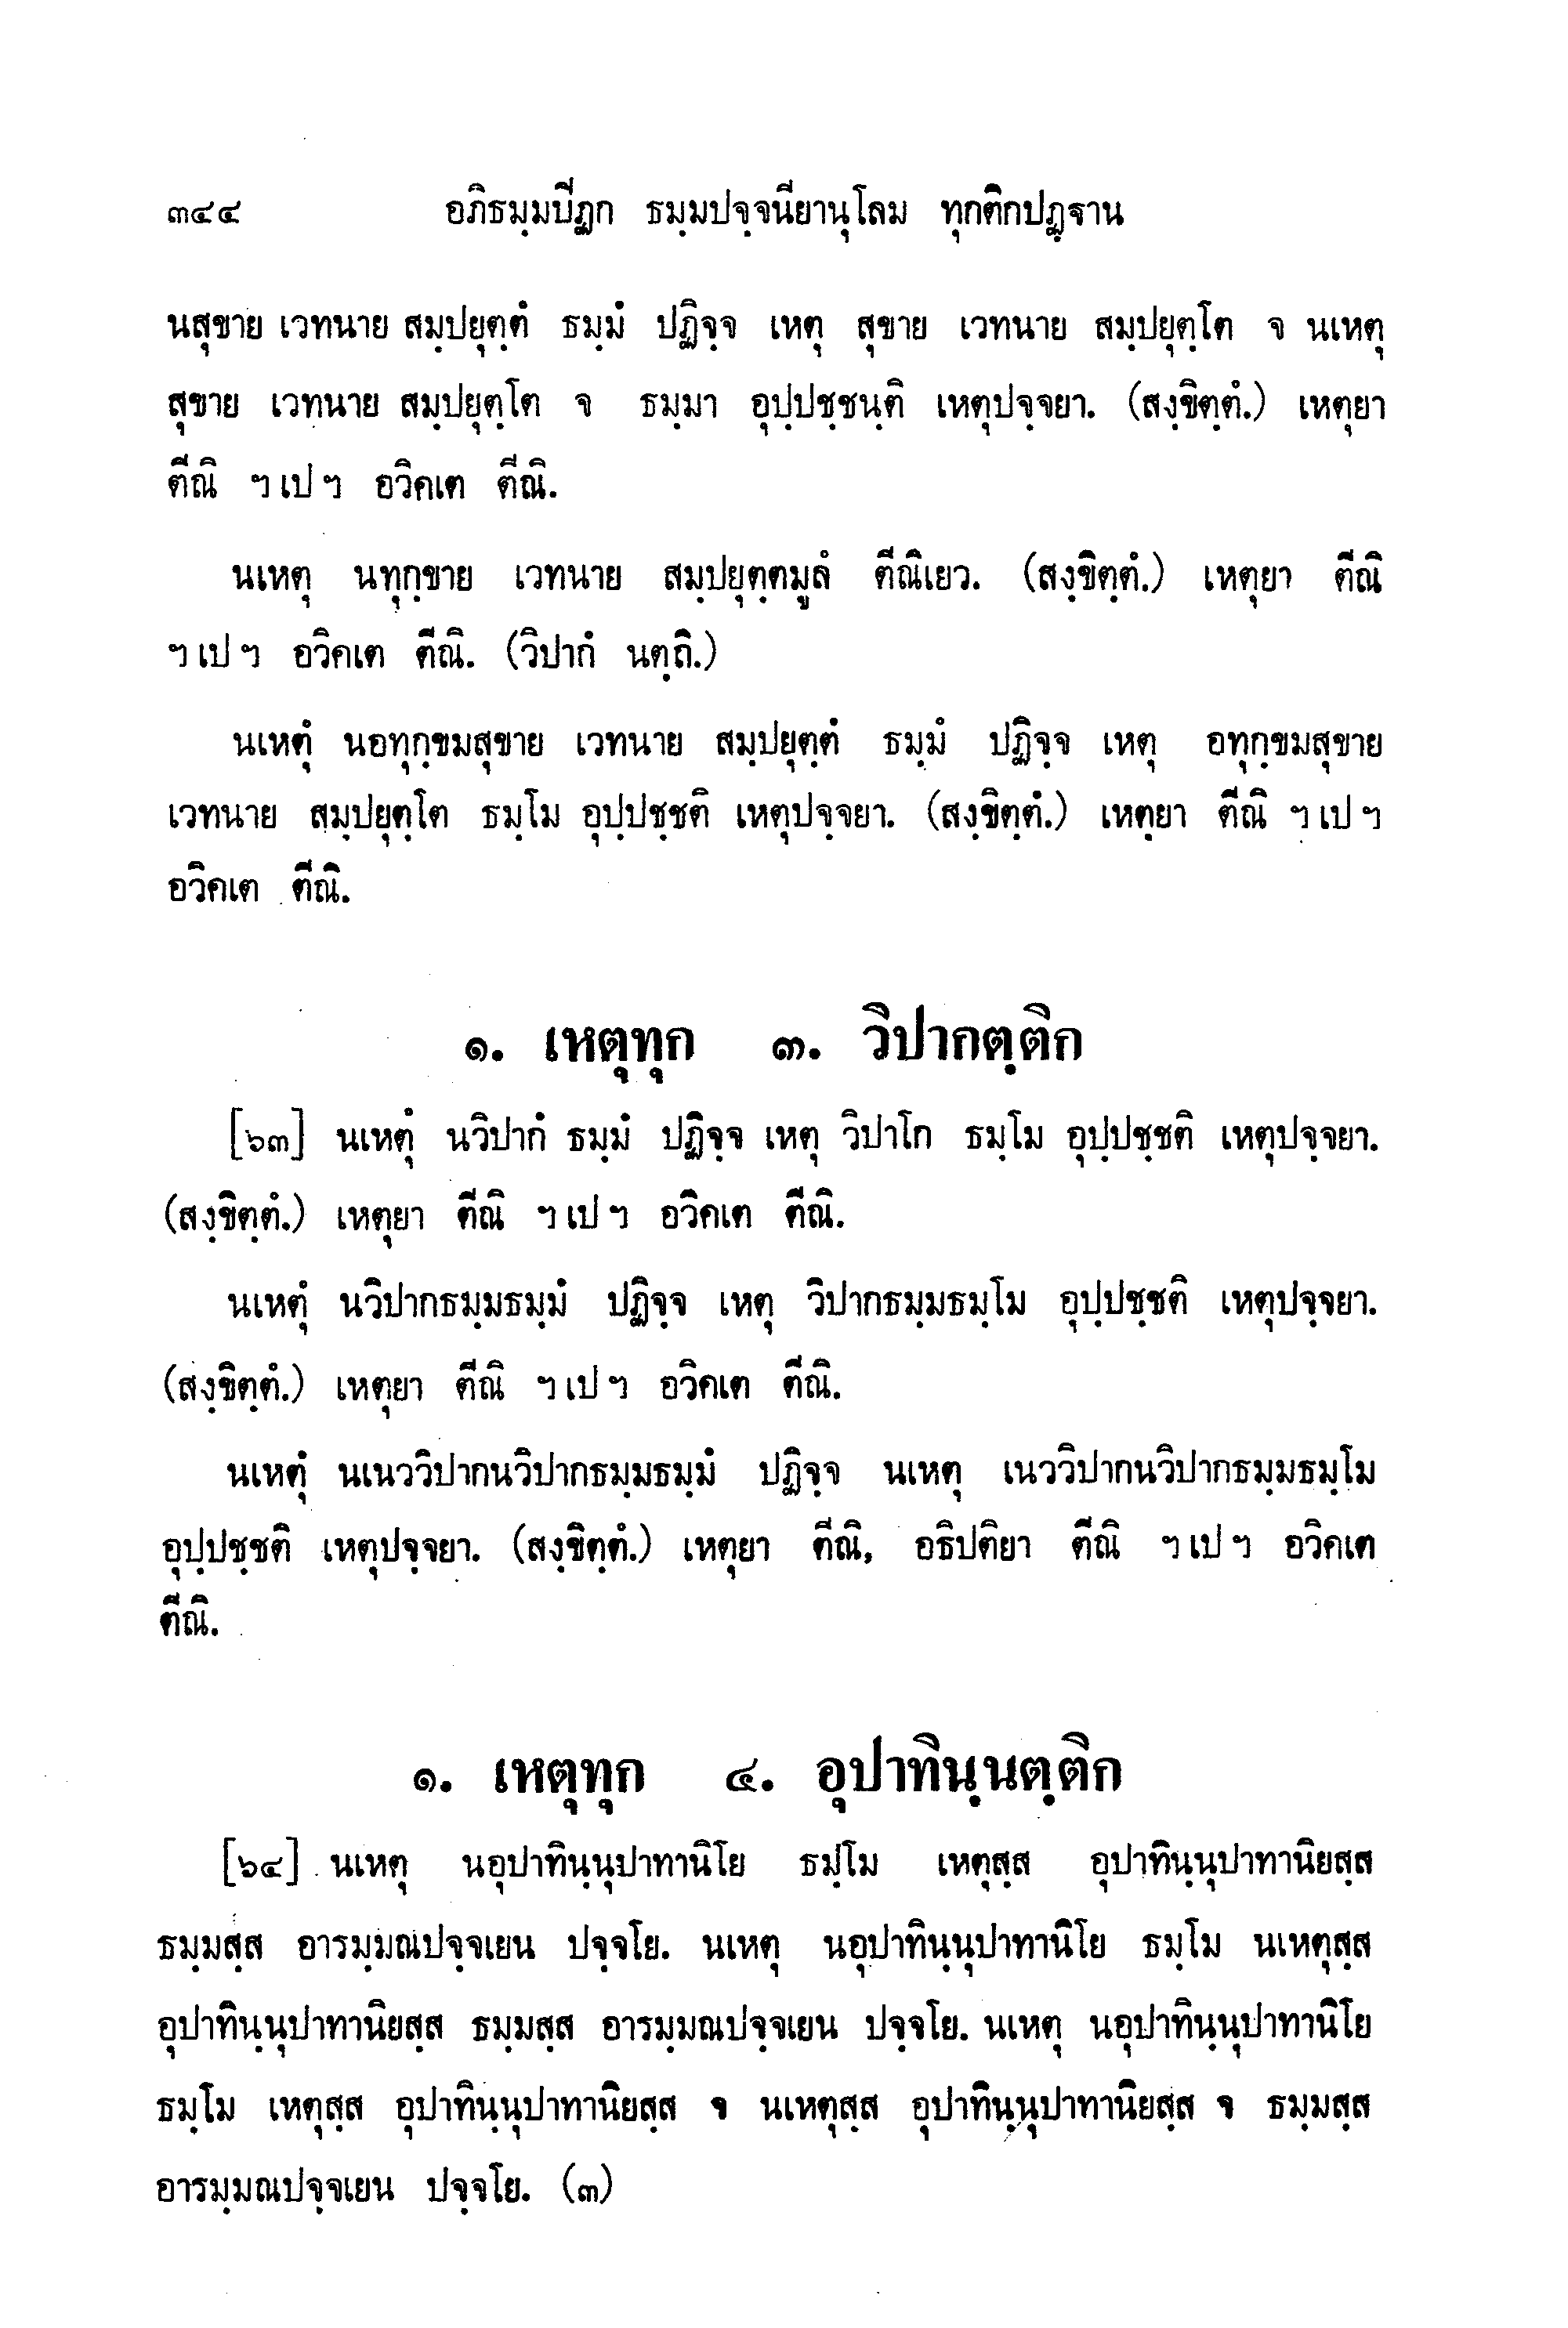 ๓๔๔ อภิธมฺมปีฏก ธมฺมปจฺจนียานุโลม ทุกติกปฏฺฐาน
นสุขาย เวทนาย สมฺปยุตฺตํ ธมฺมํ ปฏิจฺจ เหตุ สุขาย เวทนาย สมฺปยุตฺโต จ นเหตุ
สุขาย เวทนาย สมฺปยุตฺโต จ ธมฺมา อุปฺปชฺชนฺติ เหตุปจฺจยา. (สงฺขิตฺตํ.) เหตุยา
ตีณิ ฯ เป ฯ อวิคเต ตีณิ.
นเหตุ นทุกฺขาย เวทนาย สมฺปยุตฺตมูลํ ตีณิเยว. (สงฺขิตฺตํ.) เหตุยา ตีณิ
ฯ เป ฯ อวิคเต ตีณิ. (วิปากํ นตฺถิ.)
นเหตุํ นอทุกฺขมสุขาย เวทนาย สมฺปยุตฺตํ ธมฺมํ ปฏิจฺจ เหตุ อทุกฺขมสุขาย
เวทนาย สมฺปยุตฺโต ธมฺโม อุปฺปชฺชติ เหตุปจฺจยา. (สงฺขิตฺตํ.) เหตุยา ตีณิ ฯ เป ฯ
อวิคเต ตีณิ.
๑. เหตุทุก ๓. วิปากตฺติก
[๖๓] นเหตุํ นวิปากํ ธมฺมํ ปฏิจฺจ เหตุ วิปาโก ธมฺโม อุปฺปชฺชติ เหตุปจฺจยา.
(สงฺขิตฺตํ.) เหตุยา ตีณิ ฯ เป ฯ อวิคเต ตีณิ.
นเหตุํ นวิปากธมฺมธมฺมํ ปฏิจฺจ เหตุ วิปากธมฺมธมฺโม อุปฺปชฺชติ เหตุปจฺจยา.
(สงฺขิตฺตํ.) เหตุยา ตีณิ ฯ เป ฯ อวิคเต ตีณิ.
นเหตุํ นเนววิปากนวิปากธมฺมธมฺมํ ปฏิจฺจ นเหตุ เนววิปากนวิปากธมฺมธมฺโม
อุปฺปชฺชติ เหตุปจฺจยา. (สงฺขิตฺตํ.) เหตุยา ตีณิ, อธิปติยา ตีณิ ฯ เป ฯ อวิคเต
ตีณิ.
๑. เหตุทุก ๔. อุปาทินฺนตฺติก
[๖๔] นเหตุ นอุปาทินฺนุปาทานิโย ธมฺโม เหตุสฺส อุปาทินฺนุปาทานิยสฺส
ธมฺมสฺส อารมฺมณปจฺจเยน ปจฺจโย. นเหตุ นอุปาทินฺนุปาทานิโย ธมฺโม นเหตุสฺส
อุปาทินฺนุปาทานิยสฺส ธมฺมสฺส อารมฺมณปจฺจเยน ปจฺจโย. นเหตุ นอุปาทินฺนุปาทานิโย
ธมฺโม เหตุสฺส อุปาทินฺนุปาทานิยสฺส จ นเหตุสฺส อุปาทินฺนุปาทานิยสฺส จ ธมฺมสฺส
อารมฺมณปจฺจเยน ปจฺจโย. (๓)